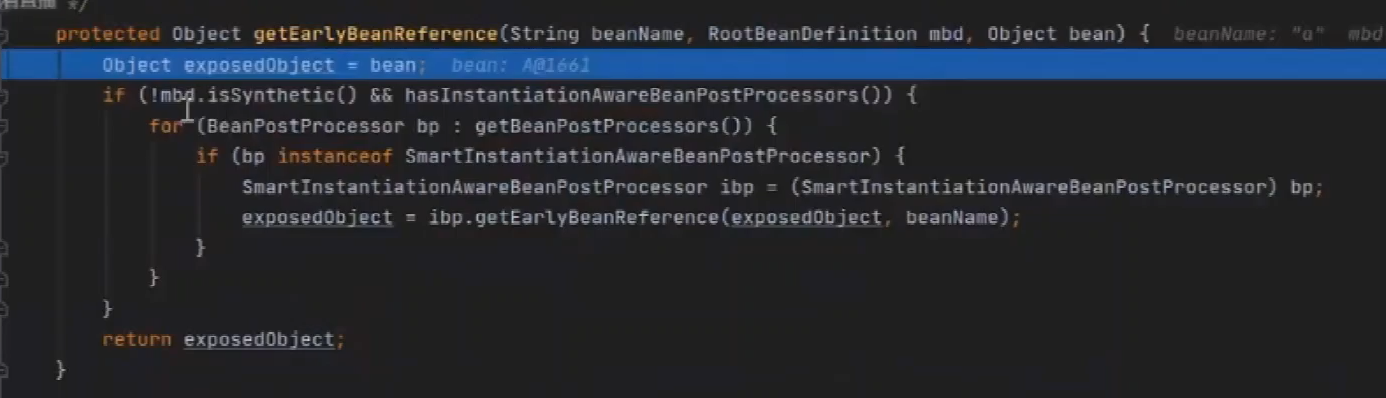 */
protected Object getEarlyBeanReference(String beanName, RootBeanDefinition mbd, Object bean) { beanName: "a" mbd
Object exposedObject = bean; bean: A@1661
if (!mbd.isSynthetic() && hasInstantiationAwareBeanPostProcessors()) {
for (BeanPostProcessor bp : getBeanPostProcessors()) {
if (bp instanceof SmartInstantiationAwareBeanPostProcessor) {
SmartInstantiationAwareBeanPostProcessor ibp = (SmartInstantiationAwareBeanPostProcessor) bp;
exposedObject = ibp.getEarlyBeanReference(exposedObject, beanName);
}
}
}
return exposedObject;
}